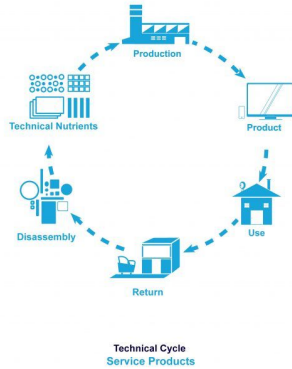 Production
Product
Use
Return
Disassembly
Technical Nutrients
Technical Cycle
Service Products